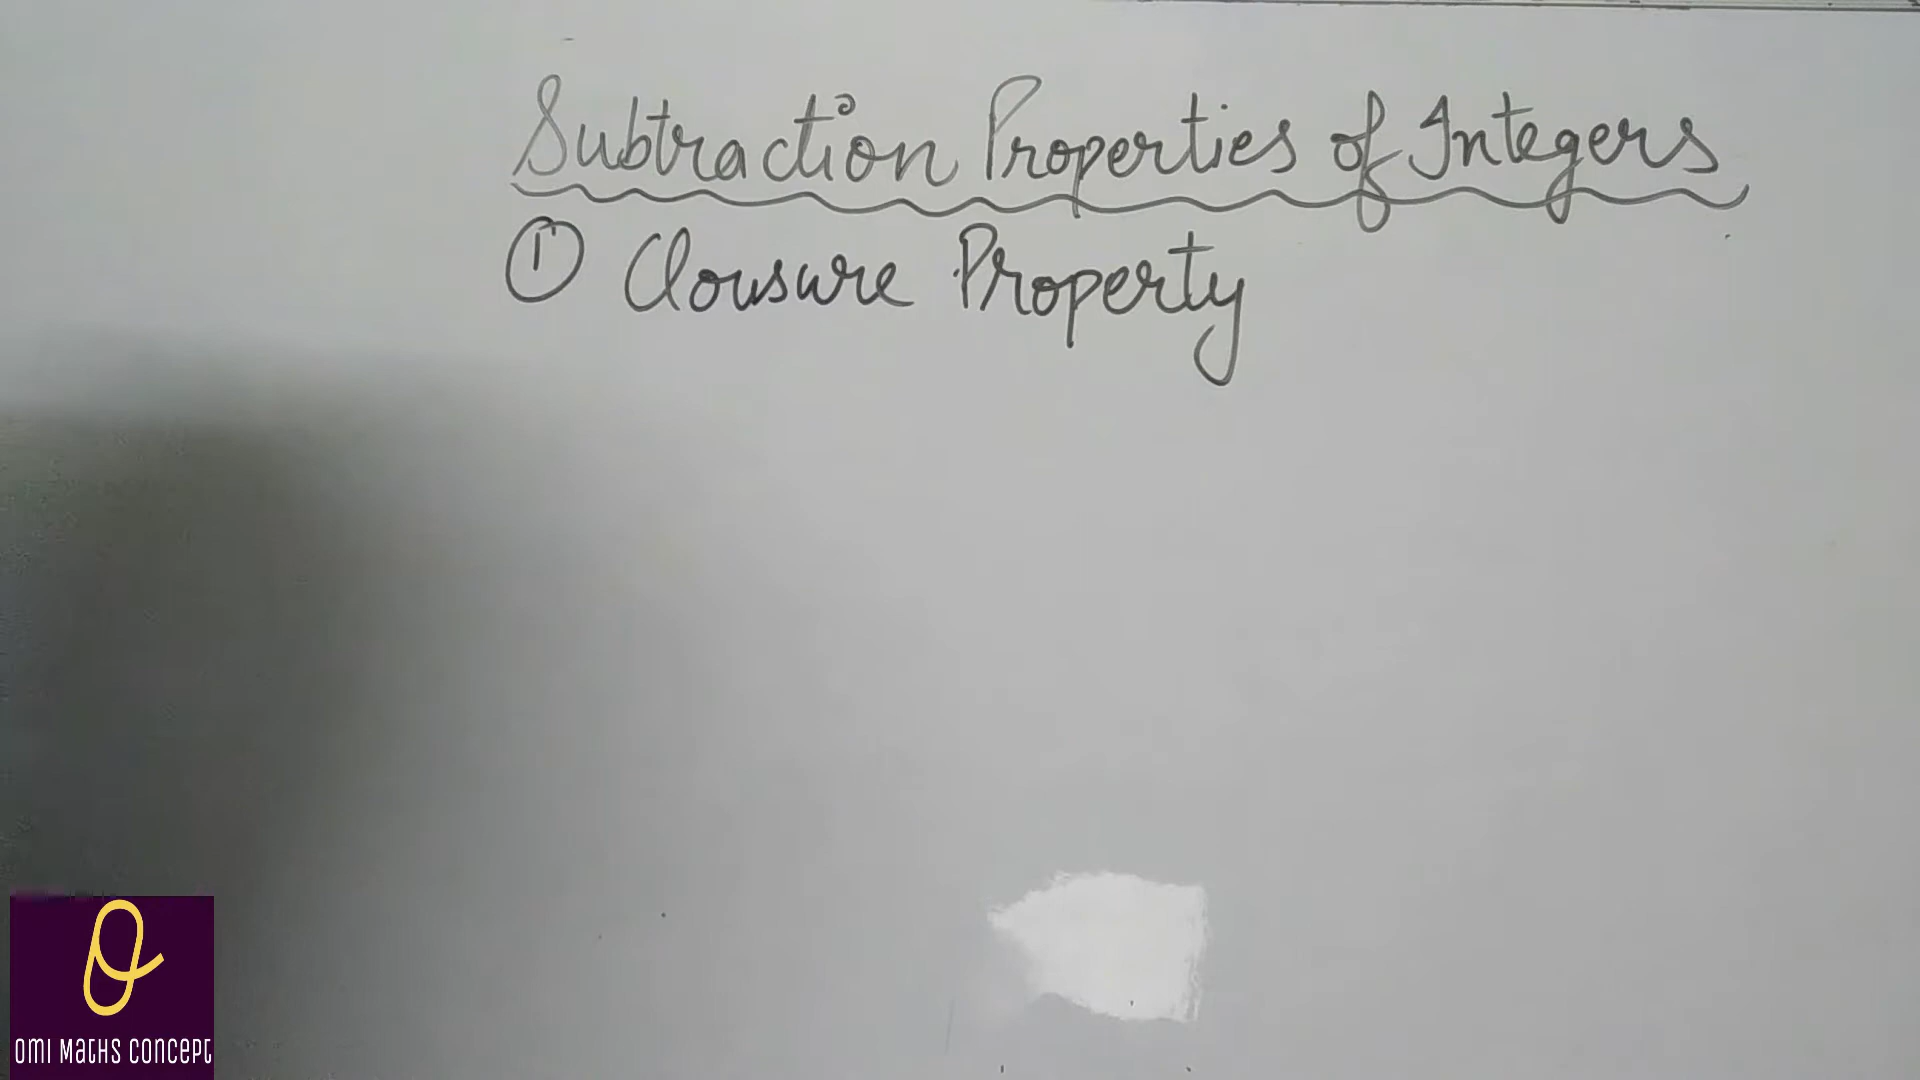 Subtraction Properties of Integers
① Clousure Property
OMI MATHS CONCEPT